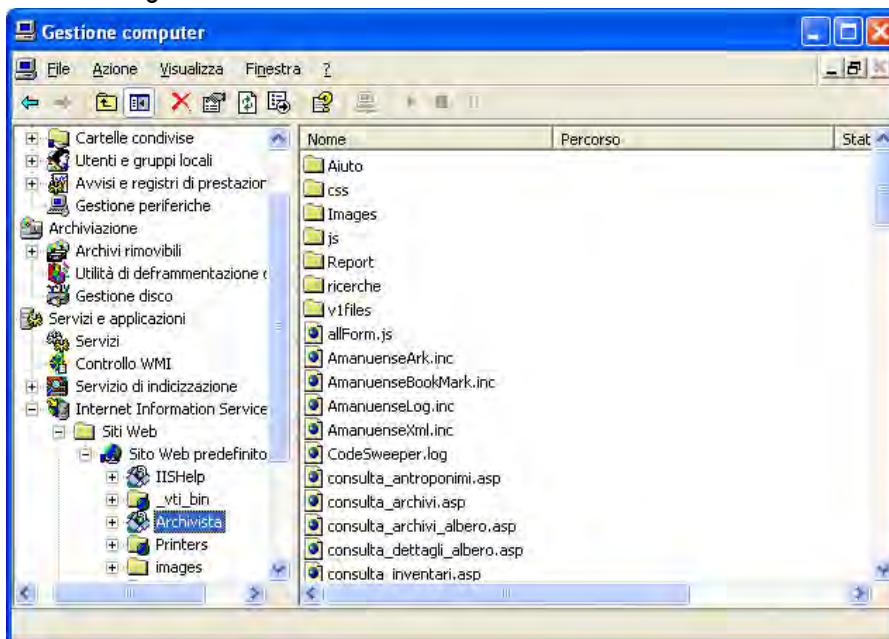 Gestione computer
File Azione Visualizza Finestra ?
Cartelle condivise
Utenti e gruppi locali
Avvisi e registri di prestazior
Gestione periferiche
Archiviazione
Archivi rimovibili
Utilità di deframmentazione
Gestione disco
Servizi e applicazioni
Servizi
Controllo WMI
Servizio di indicizzazione
Internet Information Service
Siti Web
Sito Web predefinito
IISHelp
_vti_bin
Archivista
Printers
images
Nome Percorso Stat
Aiuto
css
Images
js
Report
ricerche
v1files
allForm.js
AmanuenseArk.inc
AmanuenseBookMark.inc
AmanuenseLog.inc
AmanuenseXml.inc
CodeSweeper.log
consulta_antroponimi.asp
consulta_archivi.asp
consulta_archivi_albero.asp
consulta_dettagli_albero.asp
consulta_inventari.asp